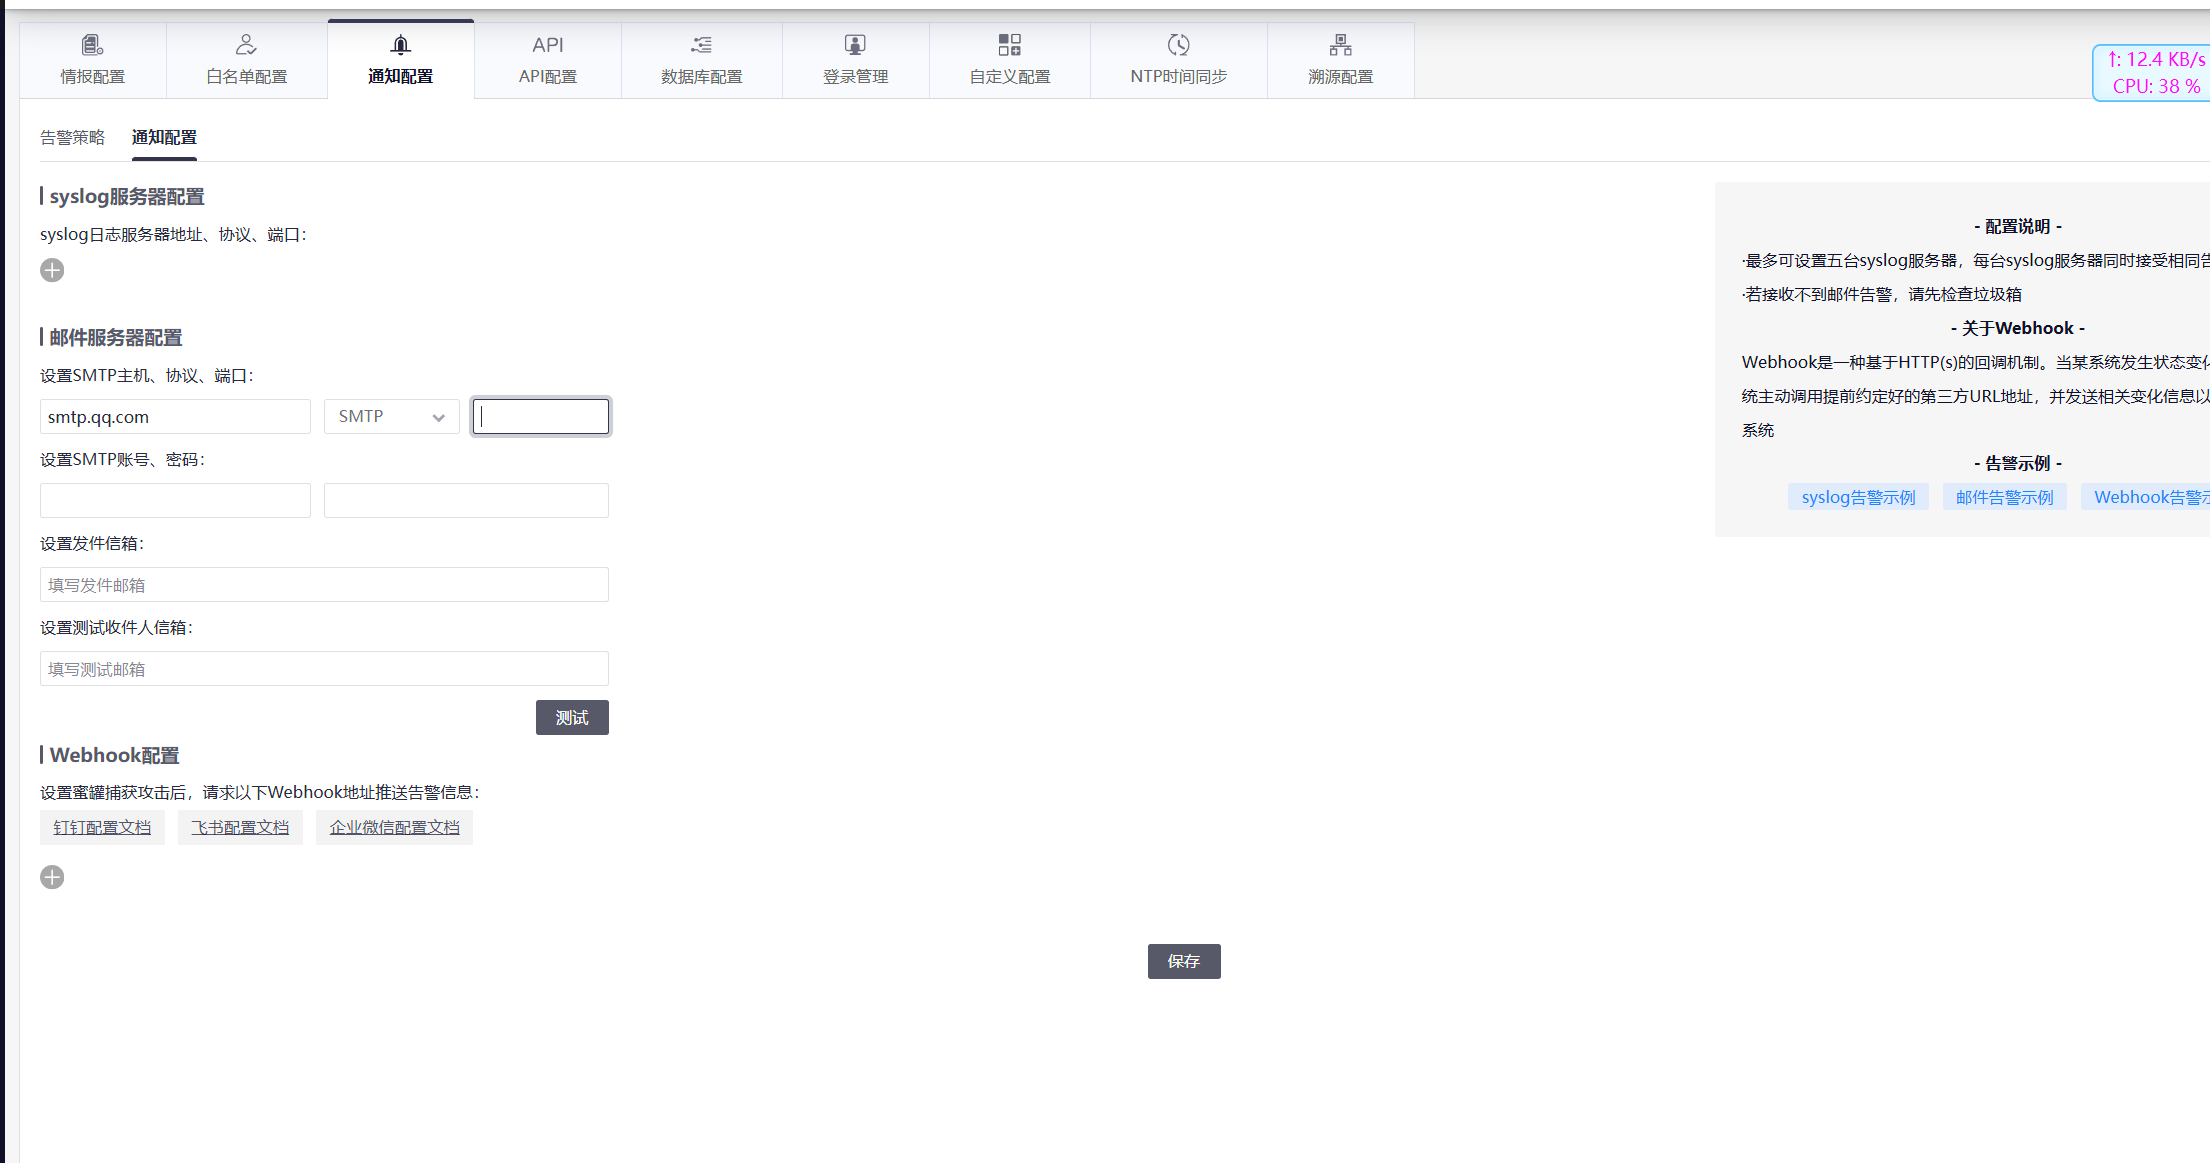 情报配置 白名单配置 通知配置 API API配置 数据库配置 登录管理 自定义配置 NTP时间同步 溯源配置
↑: 12.4 KB/s
CPU: 38 %
告警策略 通知配置
syslog服务器配置
syslog日志服务器地址、协议、端口：
邮件服务器配置
设置SMTP主机、协议、端口：
smtp.qq.com SMTP
设置SMTP账号、密码：
设置发件信箱：
填写发件邮箱
设置测试收件人信箱：
填写测试邮箱
测试
Webhook配置
设置蜜罐捕获攻击后，请求以下Webhook地址推送告警信息：
钉钉配置文档 飞书配置文档 企业微信配置文档
保存
- 配置说明 -
·最多可设置五台syslog服务器，每台syslog服务器同时接受相同告
·若接收不到邮件告警，请先检查垃圾箱
- 关于Webhook -
Webhook是一种基于HTTP(s)的回调机制。当某系统发生状态变化
统主动调用提前约定好的第三方URL地址，并发送相关变化信息以
系统
- 告警示例 -
syslog告警示例 邮件告警示例 Webhook告警示